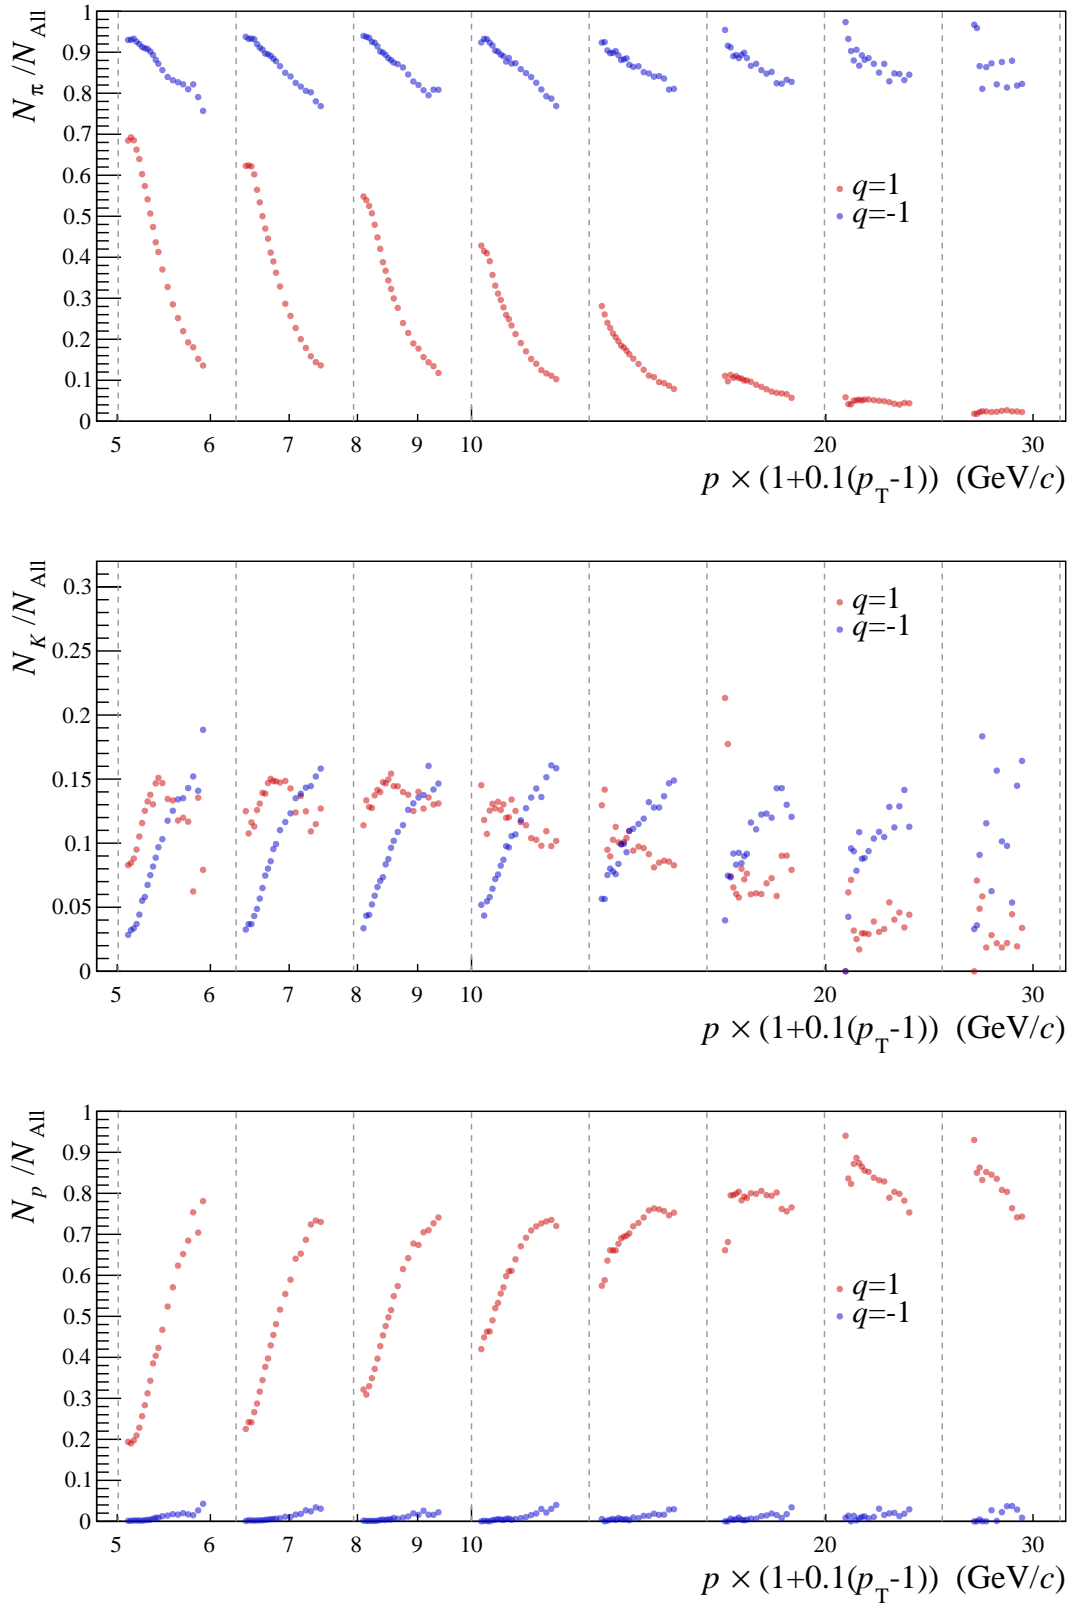 N_π /N_All
1
0.9
0.8
0.7
0.6
0.5
0.4
0.3
0.2
0.1
0
q=1
q=-1
5 6 7 8 9 10 20 30
p × (1+0.1(p_T-1)) (GeV/c)
N_K /N_All
0.3
0.25
0.2
0.15
0.1
0.05
0
q=1
q=-1
5 6 7 8 9 10 20 30
p × (1+0.1(p_T-1)) (GeV/c)
N_p /N_All
1
0.9
0.8
0.7
0.6
0.5
0.4
0.3
0.2
0.1
0
q=1
q=-1
5 6 7 8 9 10 20 30
p × (1+0.1(p_T-1)) (GeV/c)